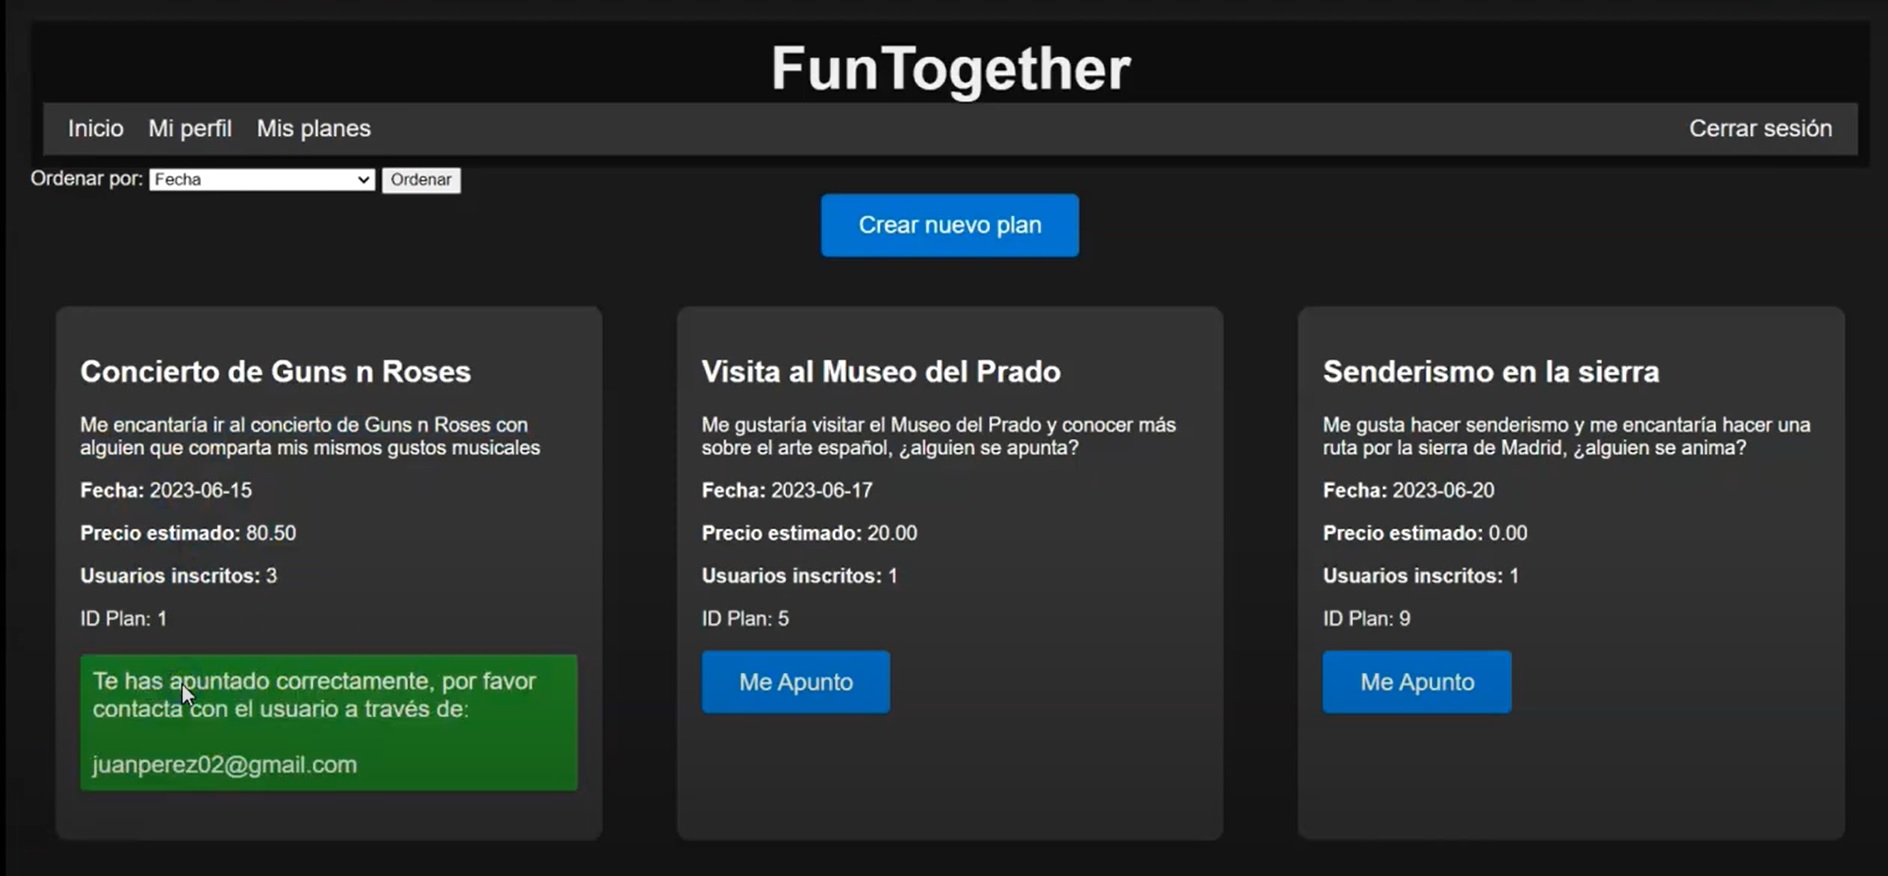 FunTogether
Inicio Mi perfil Mis planes Cerrar sesión
Ordenar por: Fecha Ordenar
Crear nuevo plan
Concierto de Guns n Roses
Me encantaría ir al concierto de Guns n Roses con
alguien que comparta mis mismos gustos musicales
Fecha: 2023-06-15
Precio estimado: 80.50
Usuarios inscritos: 3
ID Plan: 1
Te has apuntado correctamente, por favor
contacta con el usuario a través de:
juanperez02@gmail.com
Visita al Museo del Prado
Me gustaría visitar el Museo del Prado y conocer más
sobre el arte español, ¿alguien se apunta?
Fecha: 2023-06-17
Precio estimado: 20.00
Usuarios inscritos: 1
ID Plan: 5
Me Apunto
Senderismo en la sierra
Me gusta hacer senderismo y me encantaría hacer una
ruta por la sierra de Madrid, ¿alguien se anima?
Fecha: 2023-06-20
Precio estimado: 0.00
Usuarios inscritos: 1
ID Plan: 9
Me Apunto